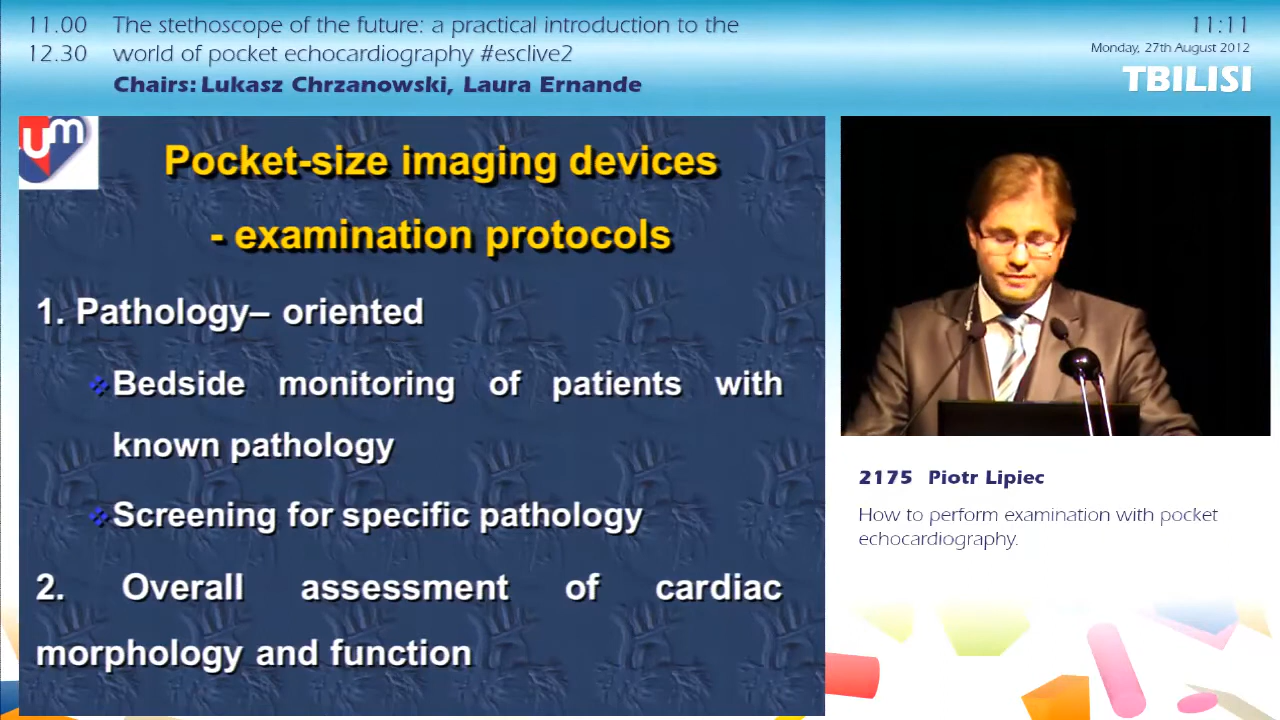 11.00 The stethoscope of the future: a practical introduction to the
12.30 world of pocket echocardiography #esclive2
Chairs: Lukasz Chrzanowski, Laura Ernande
11:11
Monday, 27th August 2012
TBILISI
um
Pocket-size imaging devices
- examination protocols
1. Pathology– oriented
Bedside monitoring of patients with
known pathology
Screening for specific pathology
2. Overall assessment of cardiac
morphology and function
2175 Piotr Lipiec
How to perform examination with pocket
echocardiography.